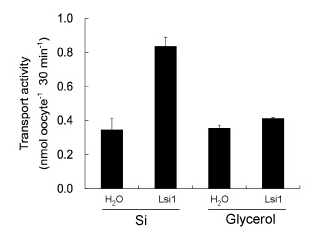 Transport activity
(nmol oocyte⁻¹ 30 min⁻¹)
1.0
0.8
0.6
0.4
0.2
0.0
H₂O Lsi1 H₂O Lsi1
Si Glycerol